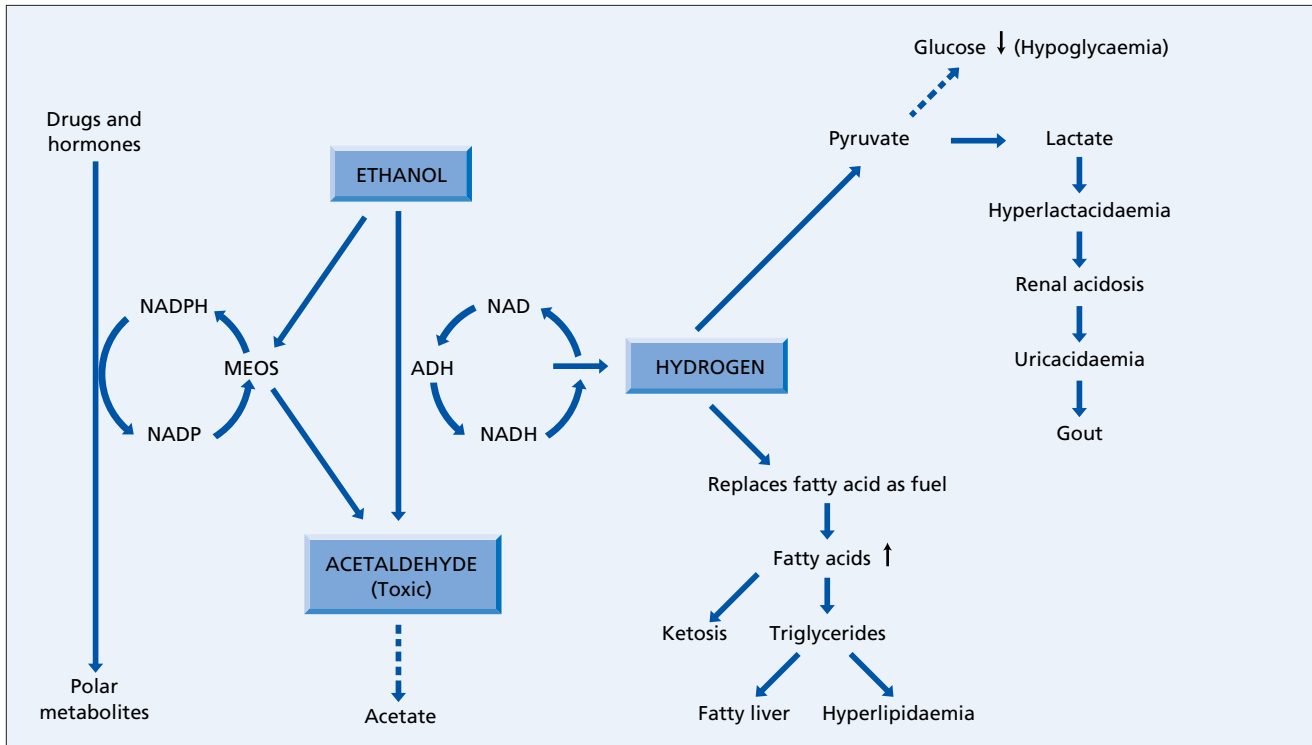 Glucose ↓ (Hypoglycaemia)
Drugs and
hormones
Pyruvate
Lactate
ETHANOL
Hyperlactacidaemia
Renal acidosis
NADPH
NAD
MEOS
ADH
HYDROGEN
Uricacidaemia
NADP
NADH
Gout
Replaces fatty acid as fuel
Fatty acids ↑
ACETALDEHYDE
(Toxic)
Ketosis
Triglycerides
Polar
metabolites
Acetate
Fatty liver
Hyperlipidaemia